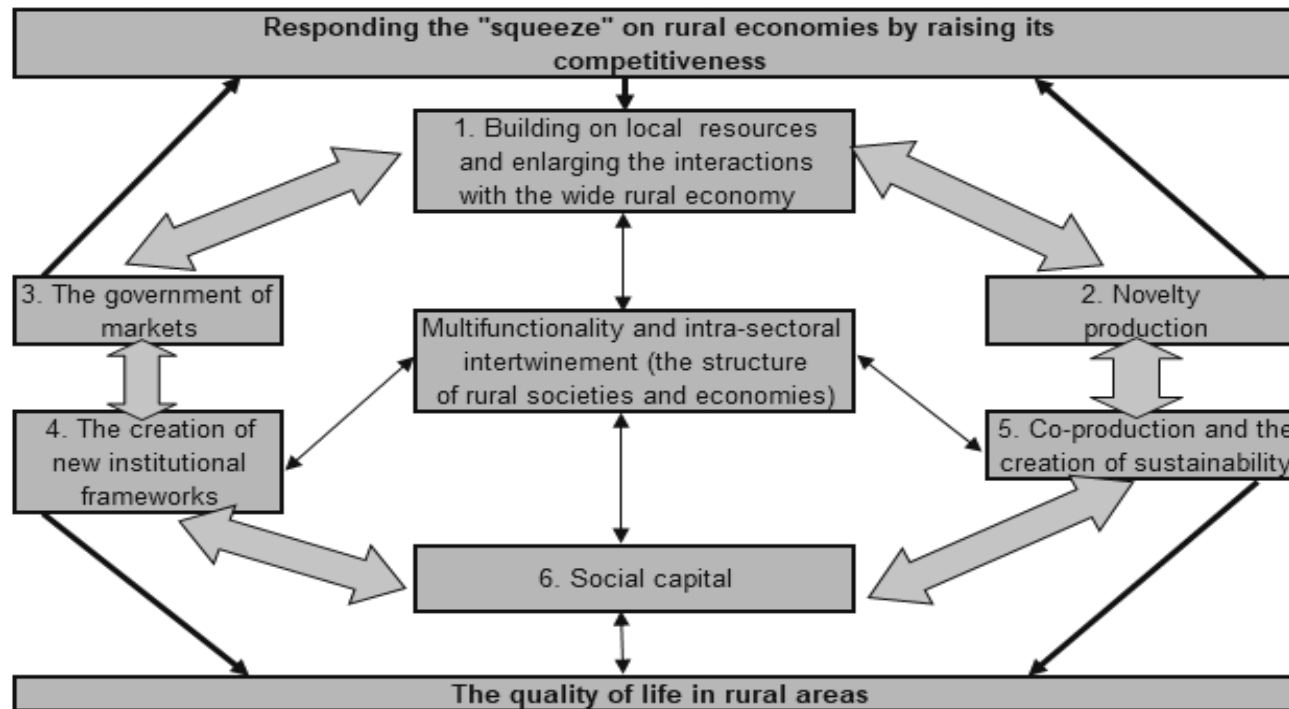 Responding the "squeeze" on rural economies by raising its
competitiveness
1. Building on local resources
and enlarging the interactions
with the wide rural economy
3. The government of
markets
2. Novelty
production
Multifunctionality and intra-sectoral
intertwinement (the structure
of rural societies and economies)
4. The creation of
new institutional
frameworks
5. Co-production and the
creation of sustainability
6. Social capital
The quality of life in rural areas